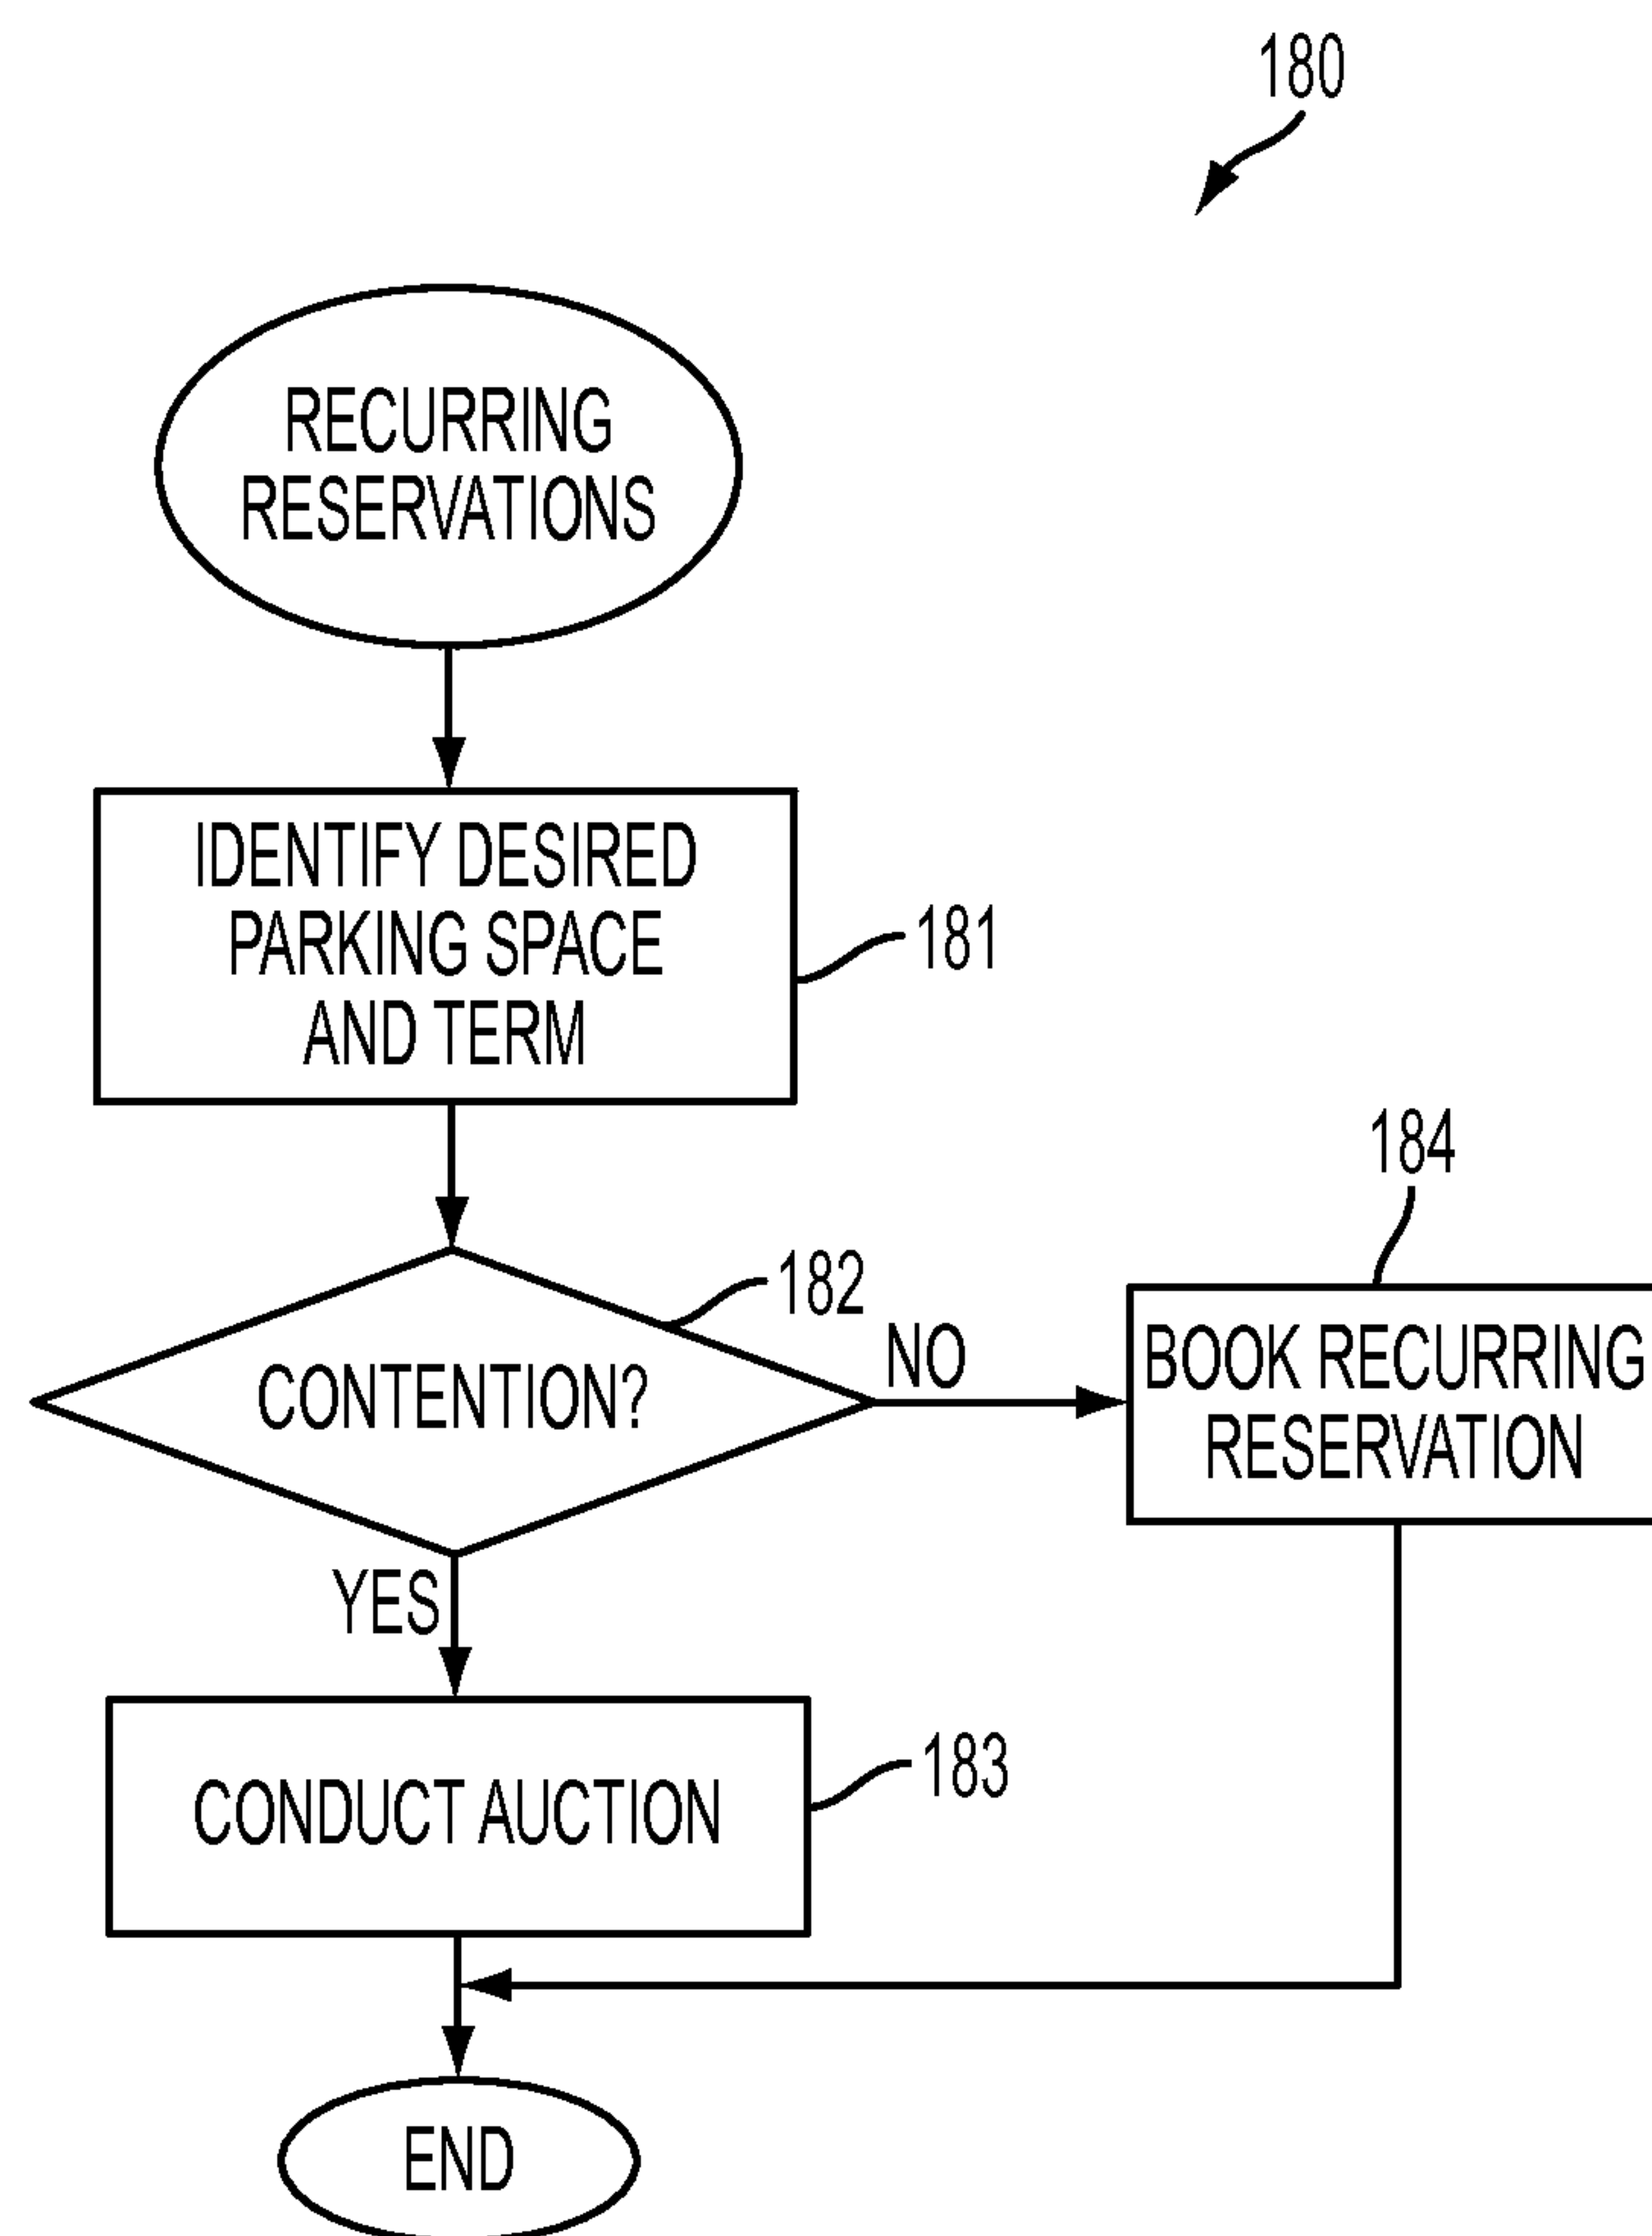 180
RECURRING
RESERVATIONS
IDENTIFY DESIRED
PARKING SPACE
AND TERM
181
184
182
CONTENTION?
NO
BOOK RECURRING
RESERVATION
YES
CONDUCT AUCTION
183
END